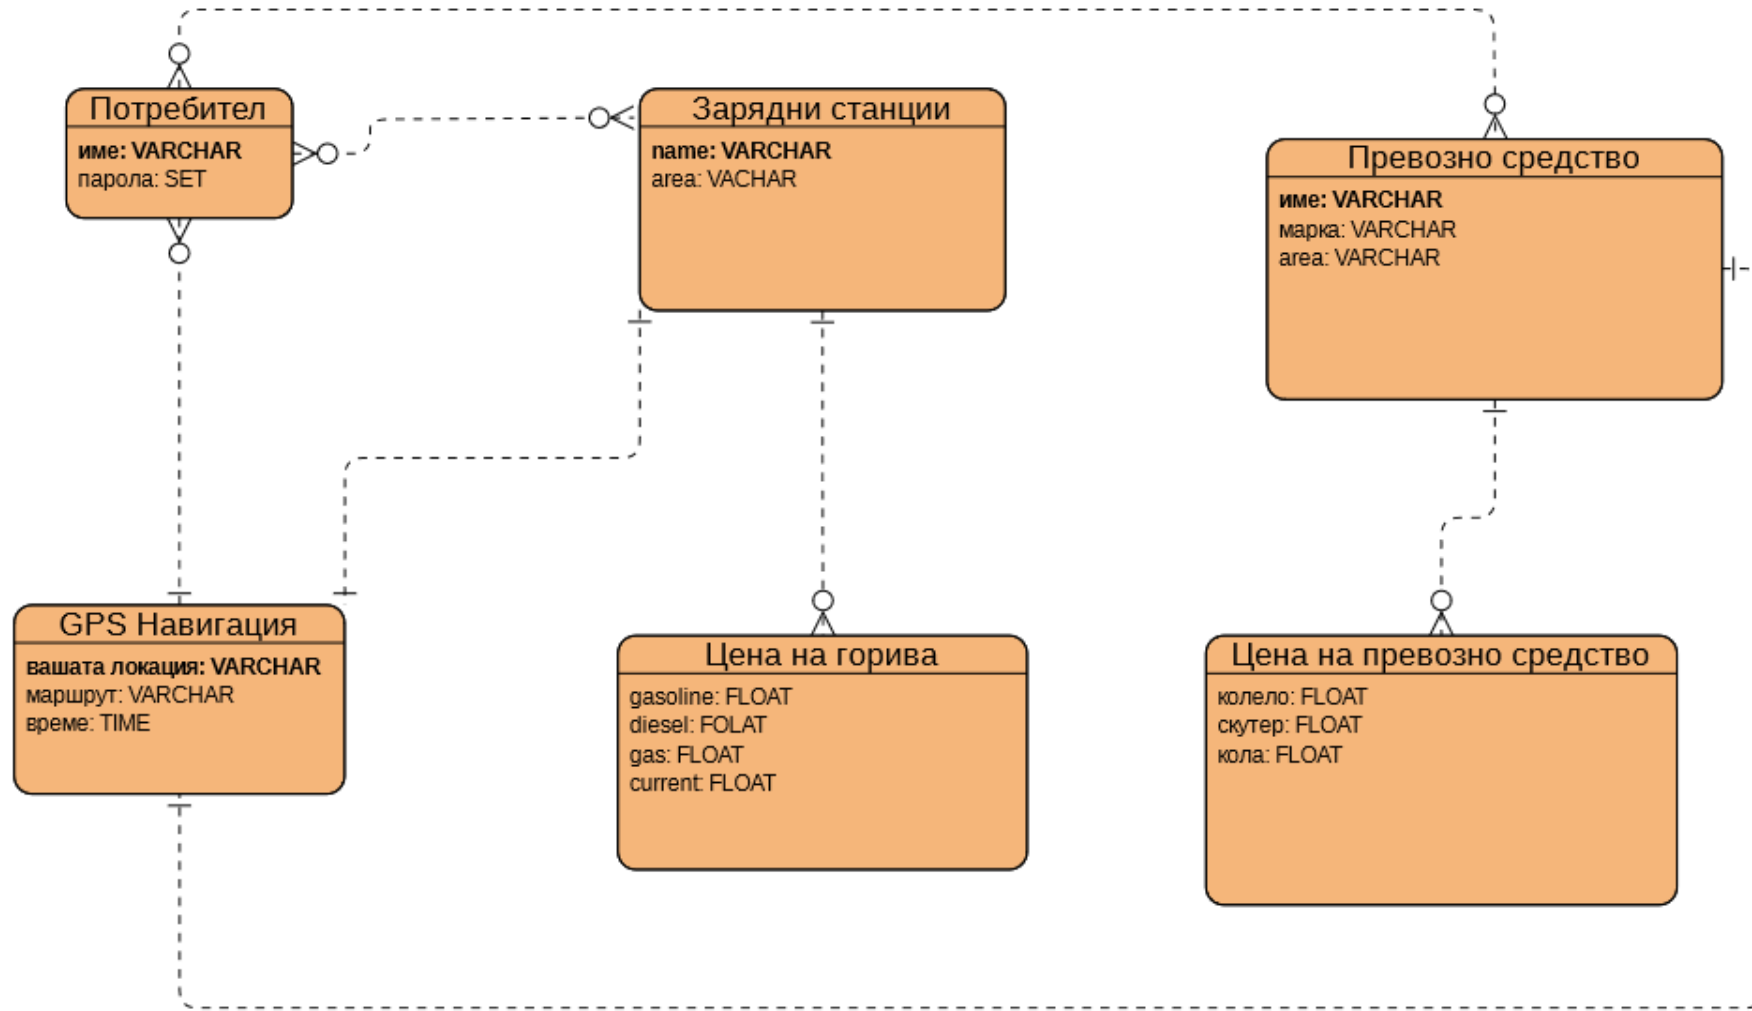 Потребител
име: VARCHAR
парола: SET
Зарядни станции
name: VARCHAR
area: VACHAR
Превозно средство
име: VARCHAR
марка: VARCHAR
area: VARCHAR
GPS Навигация
вашата локация: VARCHAR
маршрут: VARCHAR
време: TIME
Цена на горива
gasoline: FLOAT
diesel: FOLAT
gas: FLOAT
current: FLOAT
Цена на превозно средство
колело: FLOAT
скутер: FLOAT
кола: FLOAT